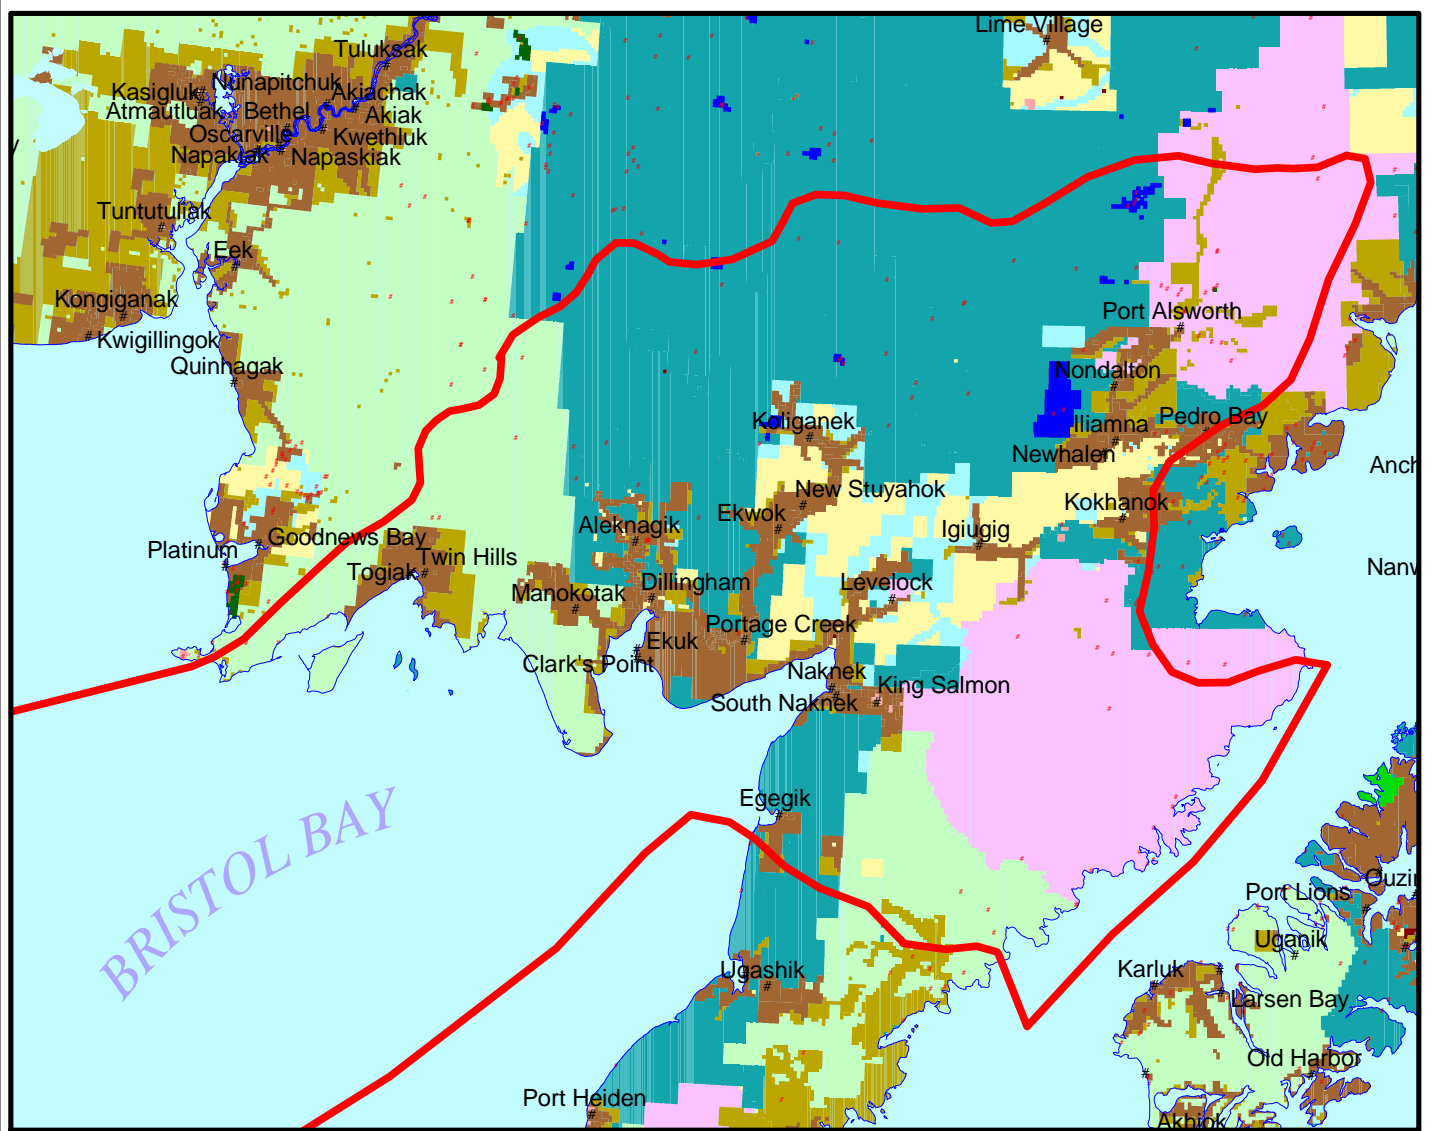 Lime Village
Tuluksak
Nunapitchuk
Kasigluk
Akiachak
Atmautluak
Bethel
Akiak
Oscarville
Kwethluk
Napakiak
Napaskiak
Tuntutuliak
Eek
Kongiganak
Port Alsworth
Kwigillingok
Quinhagak
Nondalton
Koliganek
Pedro Bay
Iliamna
Newhalen
New Stuyahok
Kokhanok
Ekwok
Aleknagik
Igiugig
Goodnews Bay
Platinum
Twin Hills
Togiak
Dillingham
Levelock
Manokotak
Portage Creek
Ekuk
Clark's Point
Naknek
King Salmon
South Naknek
Egegik
BRISTOL BAY
Port Lions
Uganik
Ugashik
Karluk
Larsen Bay
Old Harbor
Port Heiden
Akhiok